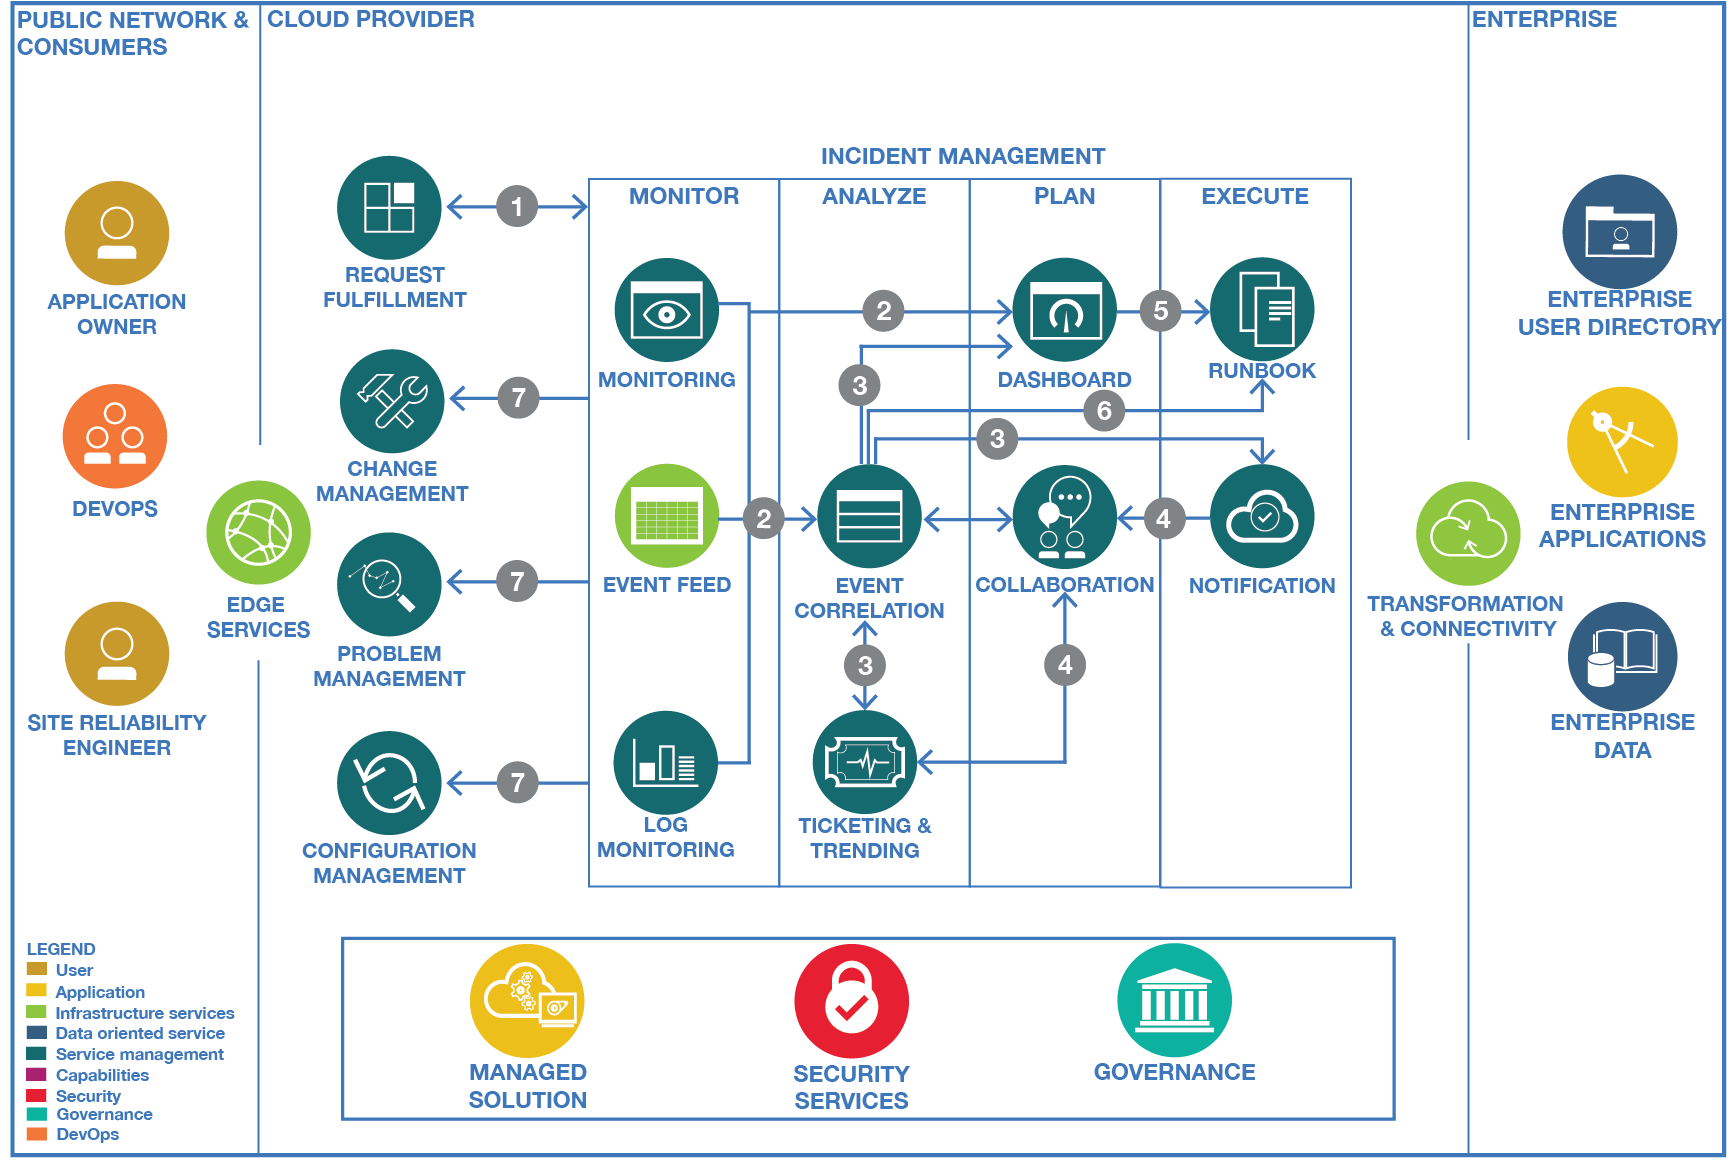 PUBLIC NETWORK &
CONSUMERS
CLOUD PROVIDER
ENTERPRISE
INCIDENT MANAGEMENT
MONITOR
ANALYZE
PLAN
EXECUTE
APPLICATION
OWNER
DEVOPS
SITE RELIABILITY
ENGINEER
EDGE
SERVICES
REQUEST
FULFILLMENT
CHANGE
MANAGEMENT
PROBLEM
MANAGEMENT
CONFIGURATION
MANAGEMENT
1
7
7
7
MONITORING
EVENT FEED
LOG
MONITORING
2
2
3
EVENT
CORRELATION
3
TICKETING &
TRENDING
DASHBOARD
5
6
3
COLLABORATION
4
4
RUNBOOK
NOTIFICATION
TRANSFORMATION
& CONNECTIVITY
ENTERPRISE
USER DIRECTORY
ENTERPRISE
APPLICATIONS
ENTERPRISE
DATA
LEGEND
User
Application
Infrastructure services
Data oriented service
Service management
Capabilities
Security
Governance
DevOps
MANAGED
SOLUTION
SECURITY
SERVICES
GOVERNANCE